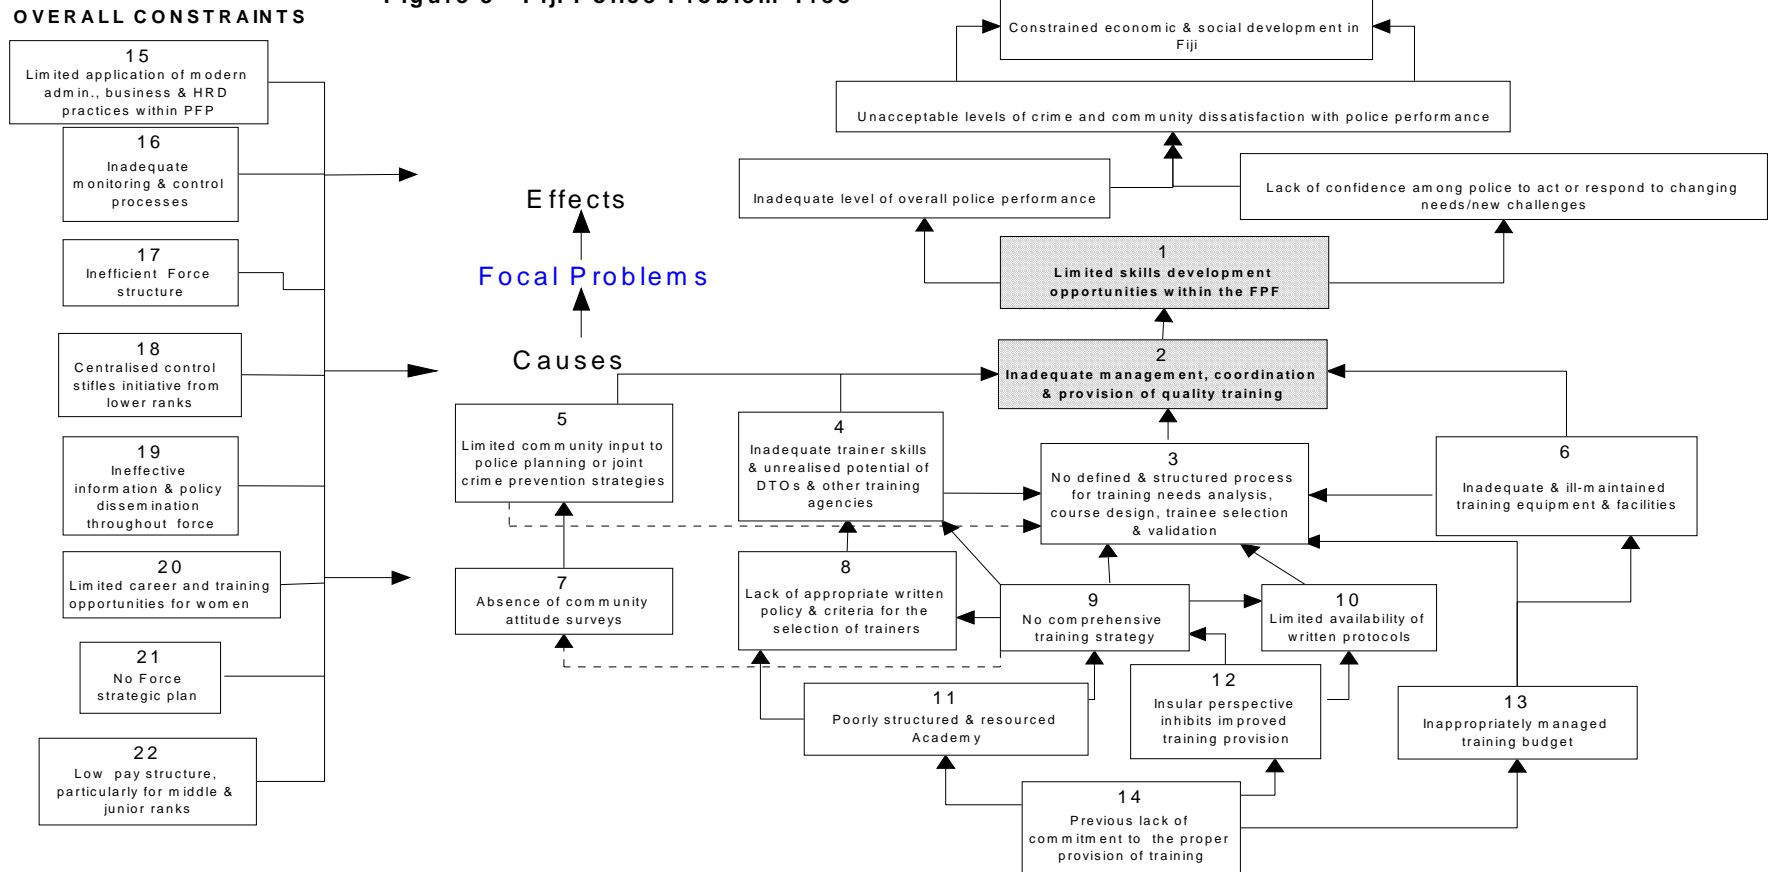 OVERALL CONSTRAINTS
15
Limited application of modern
admin., business & HRD
practices within PFP
16
Inadequate
monitoring & control
processes
17
Inefficient Force
structure
18
Centralised control
stifles initiative from
lower ranks
19
Ineffective
information & policy
dissemination
throughout force
20
Limited career and training
opportunities for women
21
No Force
strategic plan
22
Low pay structure,
particularly for middle &
junior ranks
Effects
Focal Problems
Causes
Constrained economic & social development in
Fiji
Unacceptable levels of crime and community dissatisfaction with police performance
Inadequate level of overall police performance
Lack of confidence among police to act or respond to changing
needs/new challenges
1
Limited skills development
opportunities within the FPF
2
Inadequate management, coordination
& provision of quality training
5
Limited community input to
police planning or joint
crime prevention strategies
4
Inadequate trainer skills
& unrealised potential of
DTOs & other training
agencies
3
No defined & structured process
for training needs analysis,
course design, trainee selection
& validation
6
Inadequate & ill-maintained
training equipment & facilities
7
Absence of community
attitude surveys
8
Lack of appropriate written
policy & criteria for the
selection of trainers
9
No comprehensive
training strategy
10
Limited availability of
written protocols
11
Poorly structured & resourced
Academy
12
Insular perspective
inhibits improved
training provision
13
Inappropriately managed
training budget
14
Previous lack of
commitment to the proper
provision of training